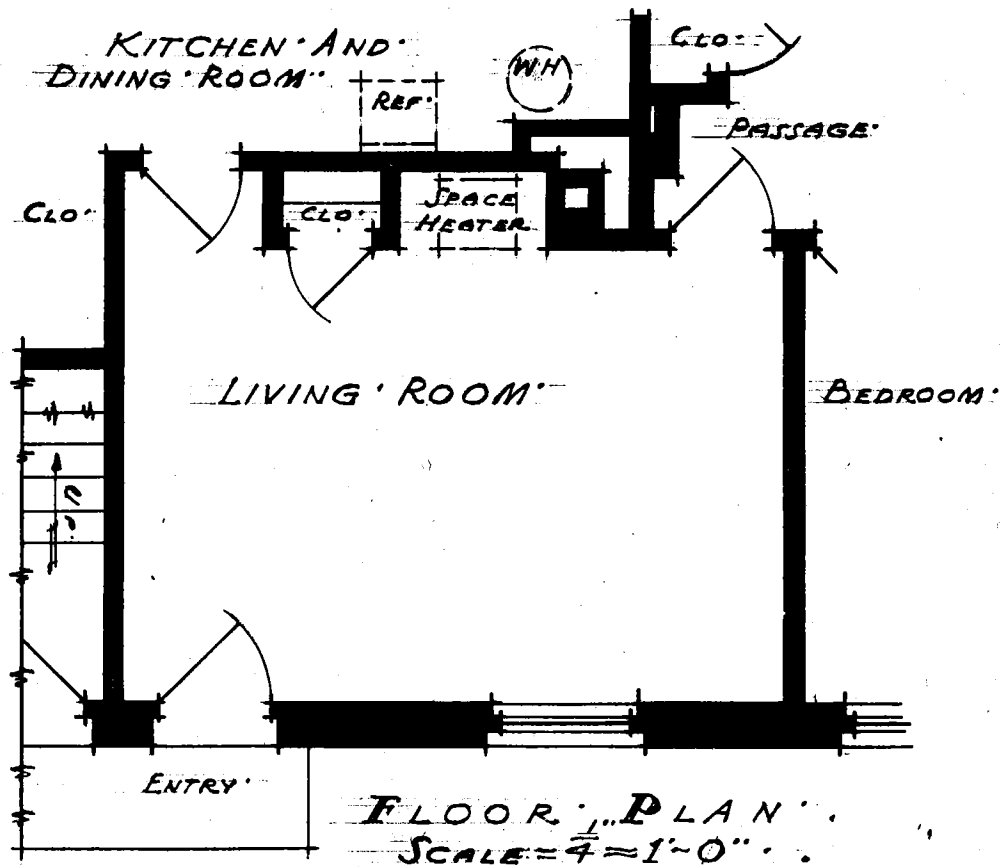 KITCHEN · AND ·
DINING · ROOM ·
REF ·
WH
CLO ·
PASSAGE ·
CLO ·
CLO ·
SPACE
HEATER
LIVING · ROOM ·
BEDROOM ·
UP
ENTRY ·
FLOOR · PLAN ·
SCALE = 1/4" = 1'-0" ·